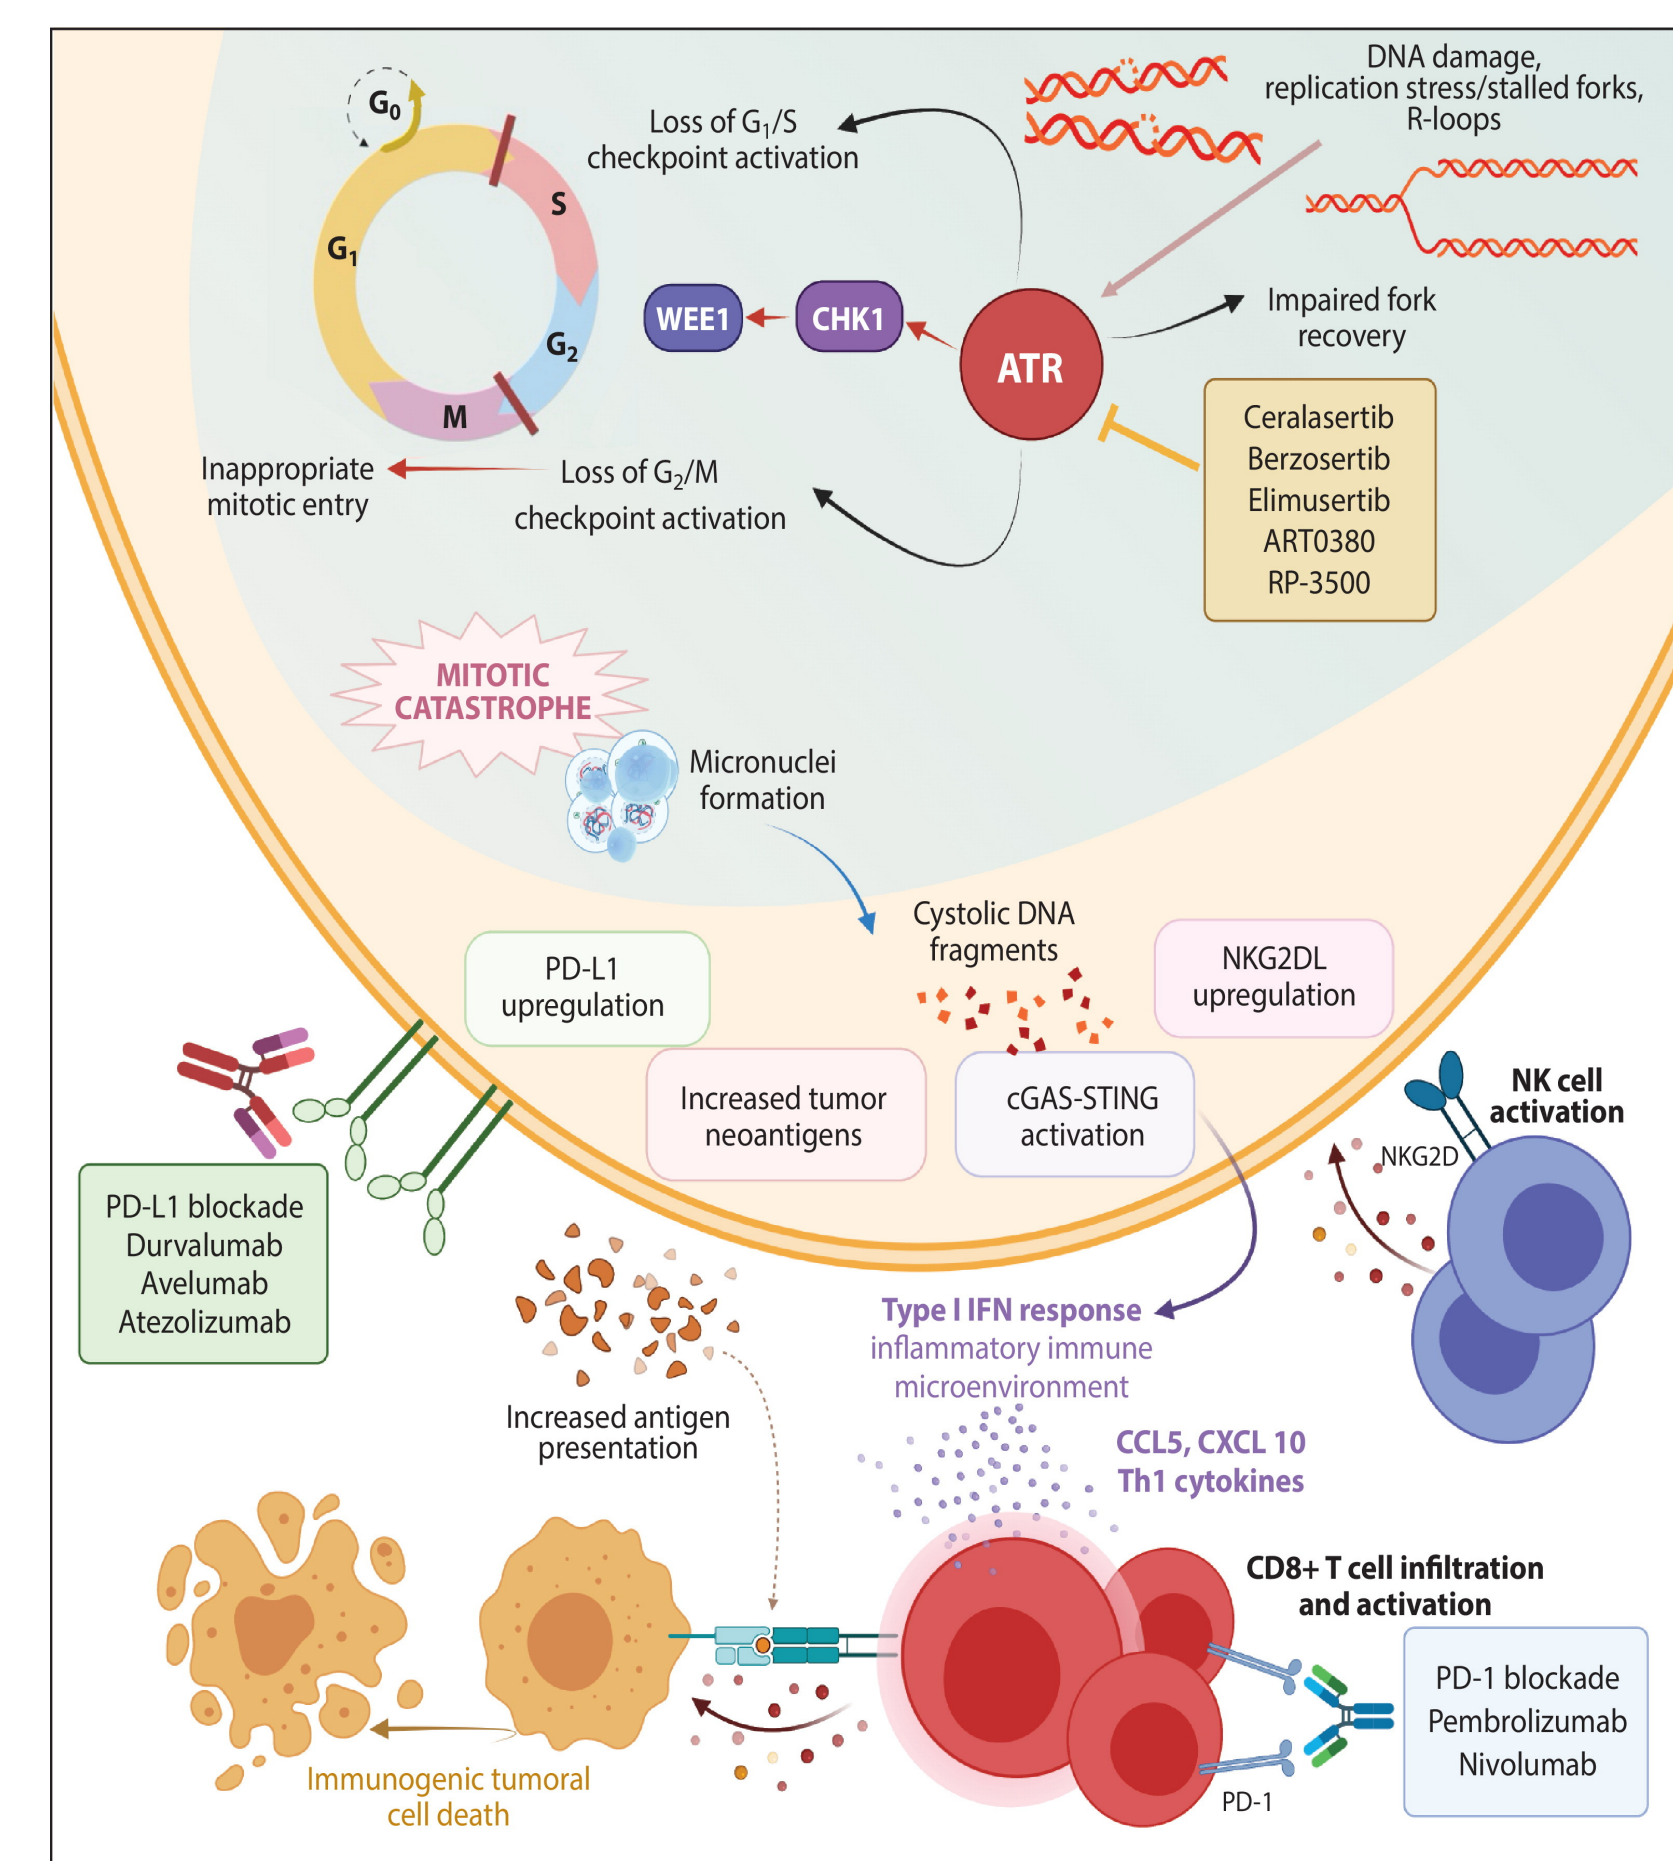 G0
G1
S
G2
M
Loss of G1/S
checkpoint activation
DNA damage,
replication stress/stalled forks,
R-loops
WEE1
CHK1
ATR
Impaired fork
recovery
Ceralasertib
Berzosertib
Elimusertib
ART0380
RP-3500
Inappropriate
mitotic entry
Loss of G2/M
checkpoint activation
MITOTIC
CATASTROPHE
Micronuclei
formation
Cystolic DNA
fragments
PD-L1
upregulation
NKG2DL
upregulation
Increased tumor
neoantigens
cGAS-STING
activation
NK cell
activation
NKG2D
PD-L1 blockade
Durvalumab
Avelumab
Atezolizumab
Type I IFN response
inflammatory immune
microenvironment
Increased antigen
presentation
CCL5, CXCL 10
Th1 cytokines
CD8+ T cell infiltration
and activation
PD-1 blockade
Pembrolizumab
Nivolumab
PD-1
Immunogenic tumoral
cell death